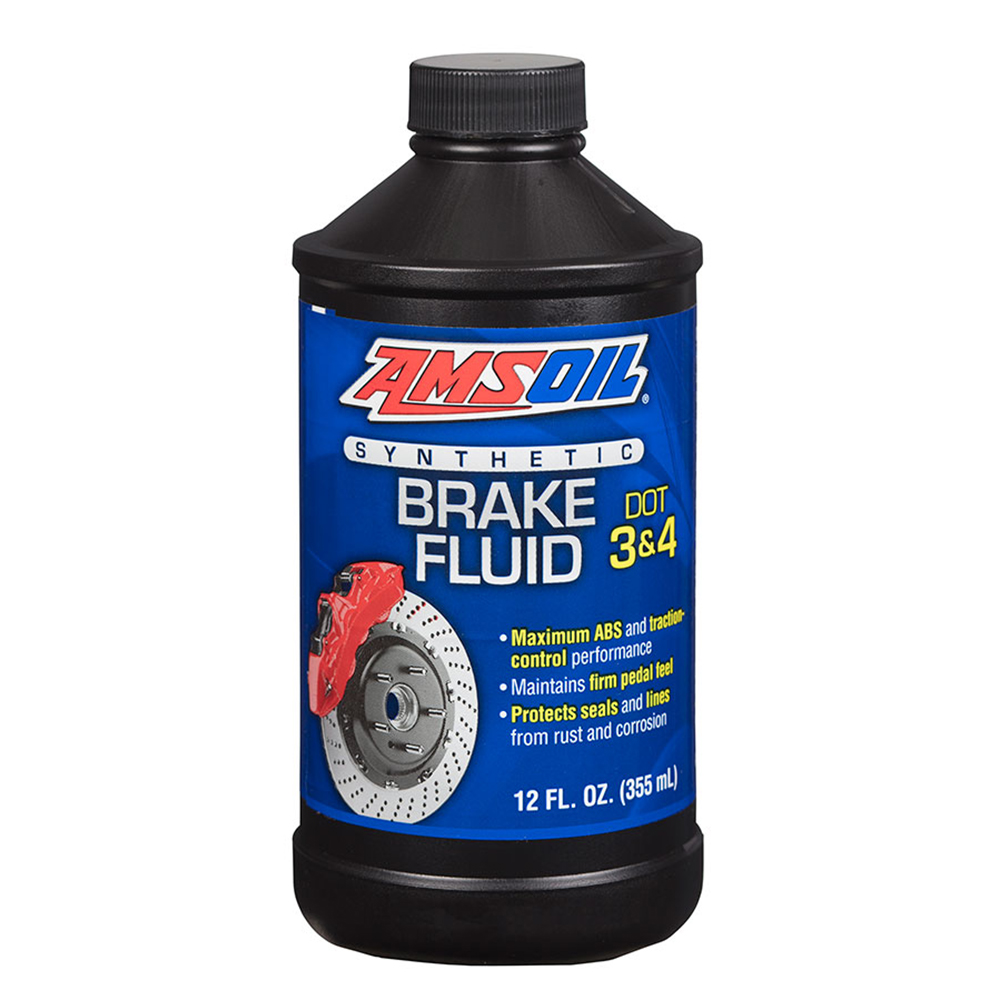 AMSOIL®
SYNTHETIC
BRAKE
FLUID
DOT
3&4
• Maximum ABS and traction-
control performance
• Maintains firm pedal feel
• Protects seals and lines
from rust and corrosion
12 FL. OZ. (355 mL)